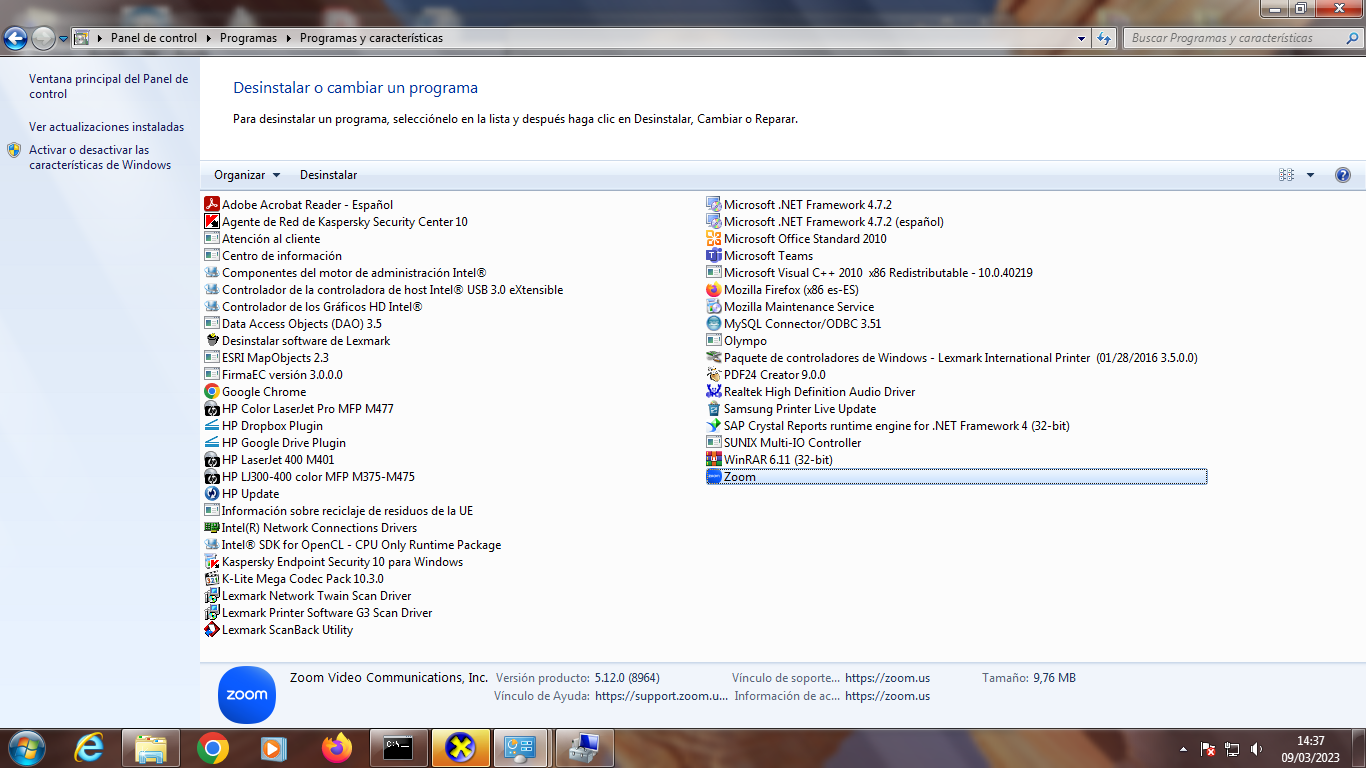 Panel de control
Programas
Programas y características
Buscar Programas y características
Ventana principal del Panel de
control
Ver actualizaciones instaladas
Activar o desactivar las
características de Windows
Desinstalar o cambiar un programa
Para desinstalar un programa, selecciónelo en la lista y después haga clic en Desinstalar, Cambiar o Reparar.
Organizar
Desinstalar
Adobe Acrobat Reader - Español
Agente de Red de Kaspersky Security Center 10
Atención al cliente
Centro de información
Componentes del motor de administración Intel®
Controlador de la controladora de host Intel® USB 3.0 eXtensible
Controlador de los Gráficos HD Intel®
Data Access Objects (DAO) 3.5
Desinstalar software de Lexmark
ESRI MapObjects 2.3
FirmaEC versión 3.0.0.0
Google Chrome
HP Color LaserJet Pro MFP M477
HP Dropbox Plugin
HP Google Drive Plugin
HP LaserJet 400 M401
HP LJ300-400 color MFP M375-M475
HP Update
Información sobre reciclaje de residuos de la UE
Intel(R) Network Connections Drivers
Intel® SDK for OpenCL - CPU Only Runtime Package
Kaspersky Endpoint Security 10 para Windows
K-Lite Mega Codec Pack 10.3.0
Lexmark Network Twain Scan Driver
Lexmark Printer Software G3 Scan Driver
Lexmark ScanBack Utility
Microsoft .NET Framework 4.7.2
Microsoft .NET Framework 4.7.2 (español)
Microsoft Office Standard 2010
Microsoft Teams
Microsoft Visual C++ 2010  x86 Redistributable - 10.0.40219
Mozilla Firefox (x86 es-ES)
Mozilla Maintenance Service
MySQL Connector/ODBC 3.51
Olympo
Paquete de controladores de Windows - Lexmark International Printer  (01/28/2016 3.5.0.0)
PDF24 Creator 9.0.0
Realtek High Definition Audio Driver
Samsung Printer Live Update
SAP Crystal Reports runtime engine for .NET Framework 4 (32-bit)
SUNIX Multi-IO Controller
WinRAR 6.11 (32-bit)
Zoom
zoom
Zoom Video Communications, Inc.
Versión producto: 5.12.0 (8964)
Vínculo de soporte... https://zoom.us
Tamaño: 9,76 MB
Vínculo de Ayuda: https://support.zoom.u...
Información de ac... https://zoom.us
C:\
14:37
09/03/2023